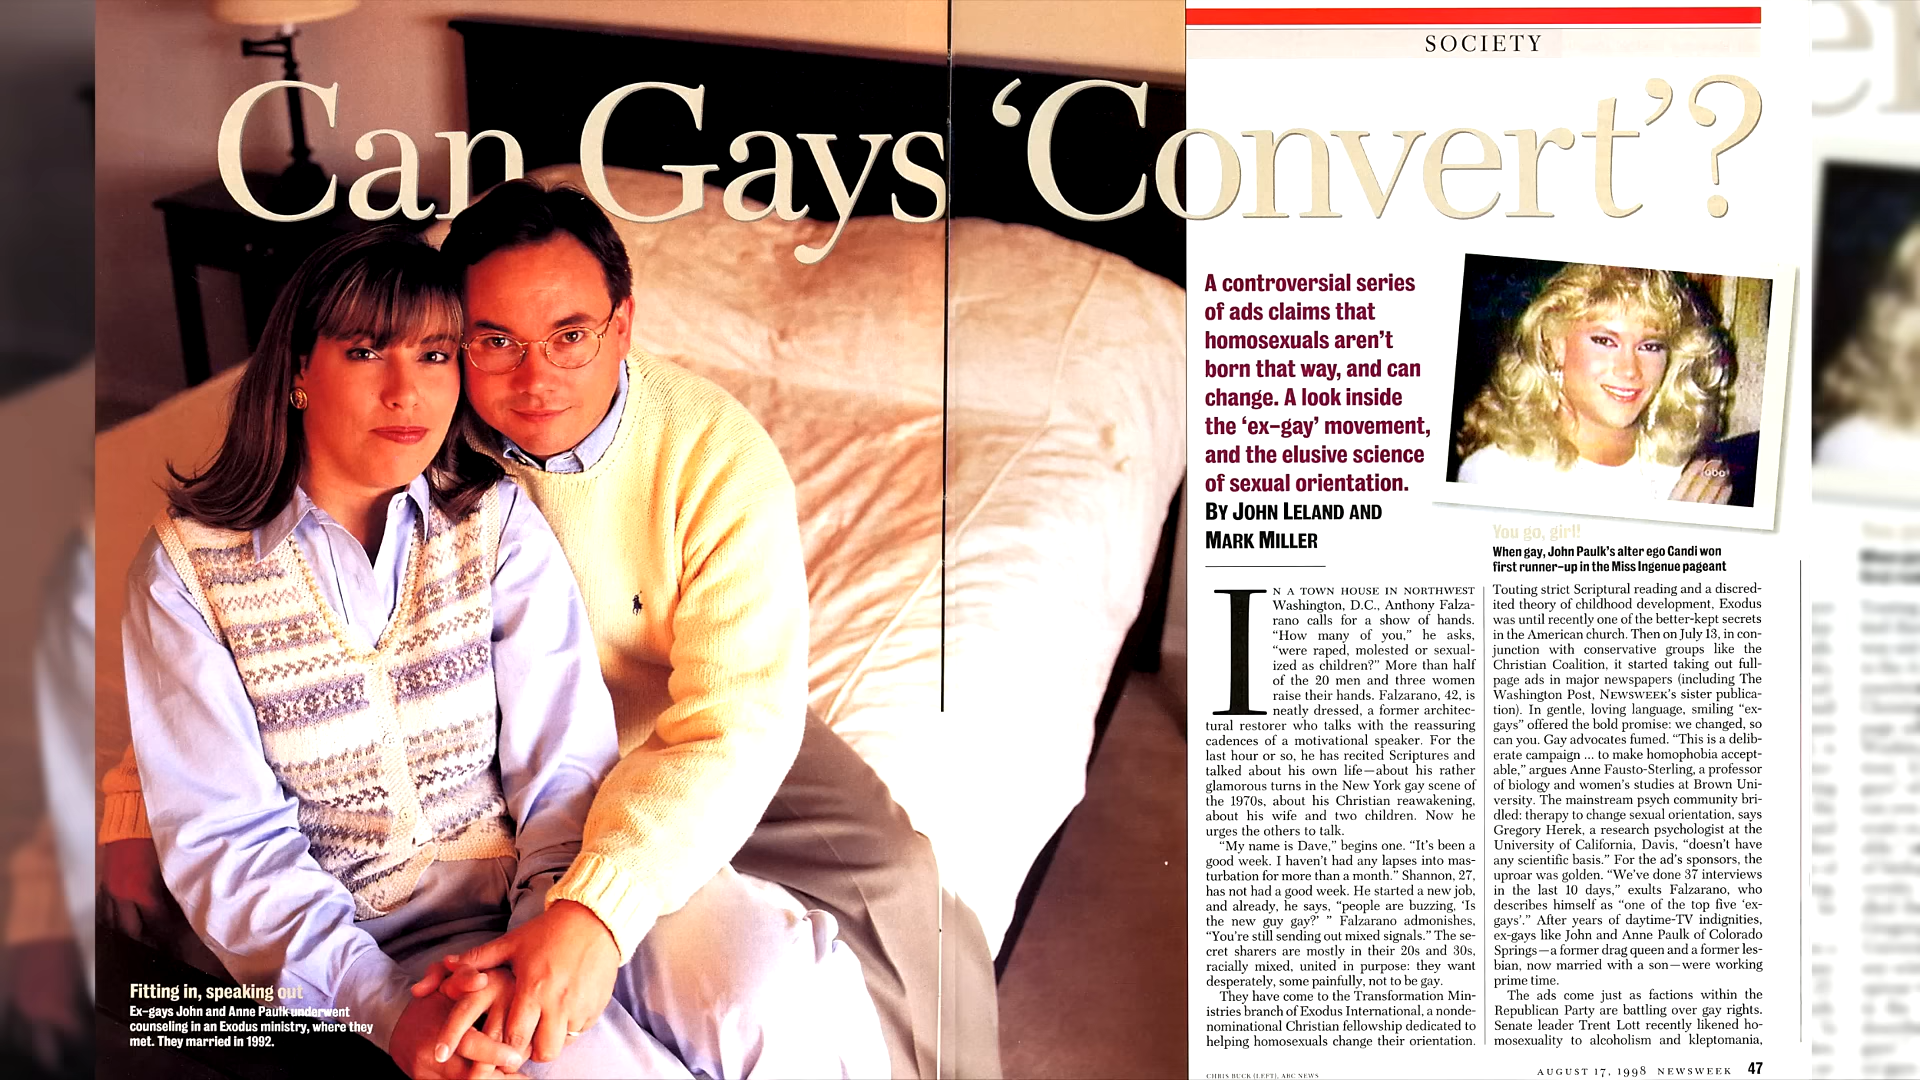 SOCIETY
Can Gays ‘Convert’?
A controversial series
of ads claims that
homosexuals aren’t
born that way, and can
change. A look inside
the ‘ex-gay’ movement,
and the elusive science
of sexual orientation.
BY JOHN LELAND AND
MARK MILLER
abc
You go, girl!
When gay, John Paulk’s alter ego Candi won
first runner-up in the Miss Ingenue pageant
IN A TOWN HOUSE IN NORTHWEST
Washington, D.C., Anthony Falza-
rano calls for a show of hands.
“How many of you,” he asks,
“were raped, molested or sexual-
ized as children?” More than half
of the 20 men and three women
raise their hands. Falzarano, 42, is
neatly dressed, a former architec-
tural restorer who talks with the reassuring
cadences of a motivational speaker. For the
last hour or so, he has recited Scriptures and
talked about his own life—about his rather
glamorous turns in the New York gay scene of
the 1970s, about his Christian reawakening,
about his wife and two children. Now he
urges the others to talk.
“My name is Dave,” begins one. “It’s been a
good week. I haven’t had any lapses into mas-
turbation for more than a month.” Shannon, 27,
has not had a good week. He started a new job,
and already, he says, “people are buzzing, ‘Is
the new guy gay?’ ” Falzarano admonishes,
“You’re still sending out mixed signals.” The se-
cret sharers are mostly in their 20s and 30s,
racially mixed, united in purpose: they want
desperately, some painfully, not to be gay.
They have come to the Transformation Min-
istries branch of Exodus International, a nonde-
nominational Christian fellowship dedicated to
helping homosexuals change their orientation.
Touting strict Scriptural reading and a discred-
ited theory of childhood development, Exodus
was until recently one of the better-kept secrets
in the American church. Then on July 13, in con-
junction with conservative groups like the
Christian Coalition, it started taking out full-
page ads in major newspapers (including The
Washington Post, NEWSWEEK’s sister publica-
tion). In gentle, loving language, smiling “ex-
gays” offered the bold promise: we changed, so
can you. Gay advocates fumed. “This is a delib-
erate campaign ... to make homophobia accept-
able,” argues Anne Fausto-Sterling, a professor
of biology and women’s studies at Brown Uni-
versity. The mainstream psych community bri-
dled: therapy to change sexual orientation, says
Gregory Herek, a research psychologist at the
University of California, Davis, “doesn’t have
any scientific basis.” For the ad’s sponsors, the
uproar was golden. “We’ve done 37 interviews
in the last 10 days,” exults Falzarano, who
describes himself as “one of the top five ‘ex-
gays’.” After years of daytime-TV indignities,
ex-gays like John and Anne Paulk of Colorado
Springs—a former drag queen and a former les-
bian, now married with a son—were working
prime time.
The ads come just as factions within the
Republican Party are battling over gay rights.
Senate leader Trent Lott recently likened ho-
mosexuality to alcoholism and kleptomania,
Fitting in, speaking out
Ex-gays John and Anne Paulk underwent
counseling in an Exodus ministry, where they
met. They married in 1992.
CHRIS BUCK (LEFT), ABC NEWS
AUGUST 17, 1998 NEWSWEEK 47